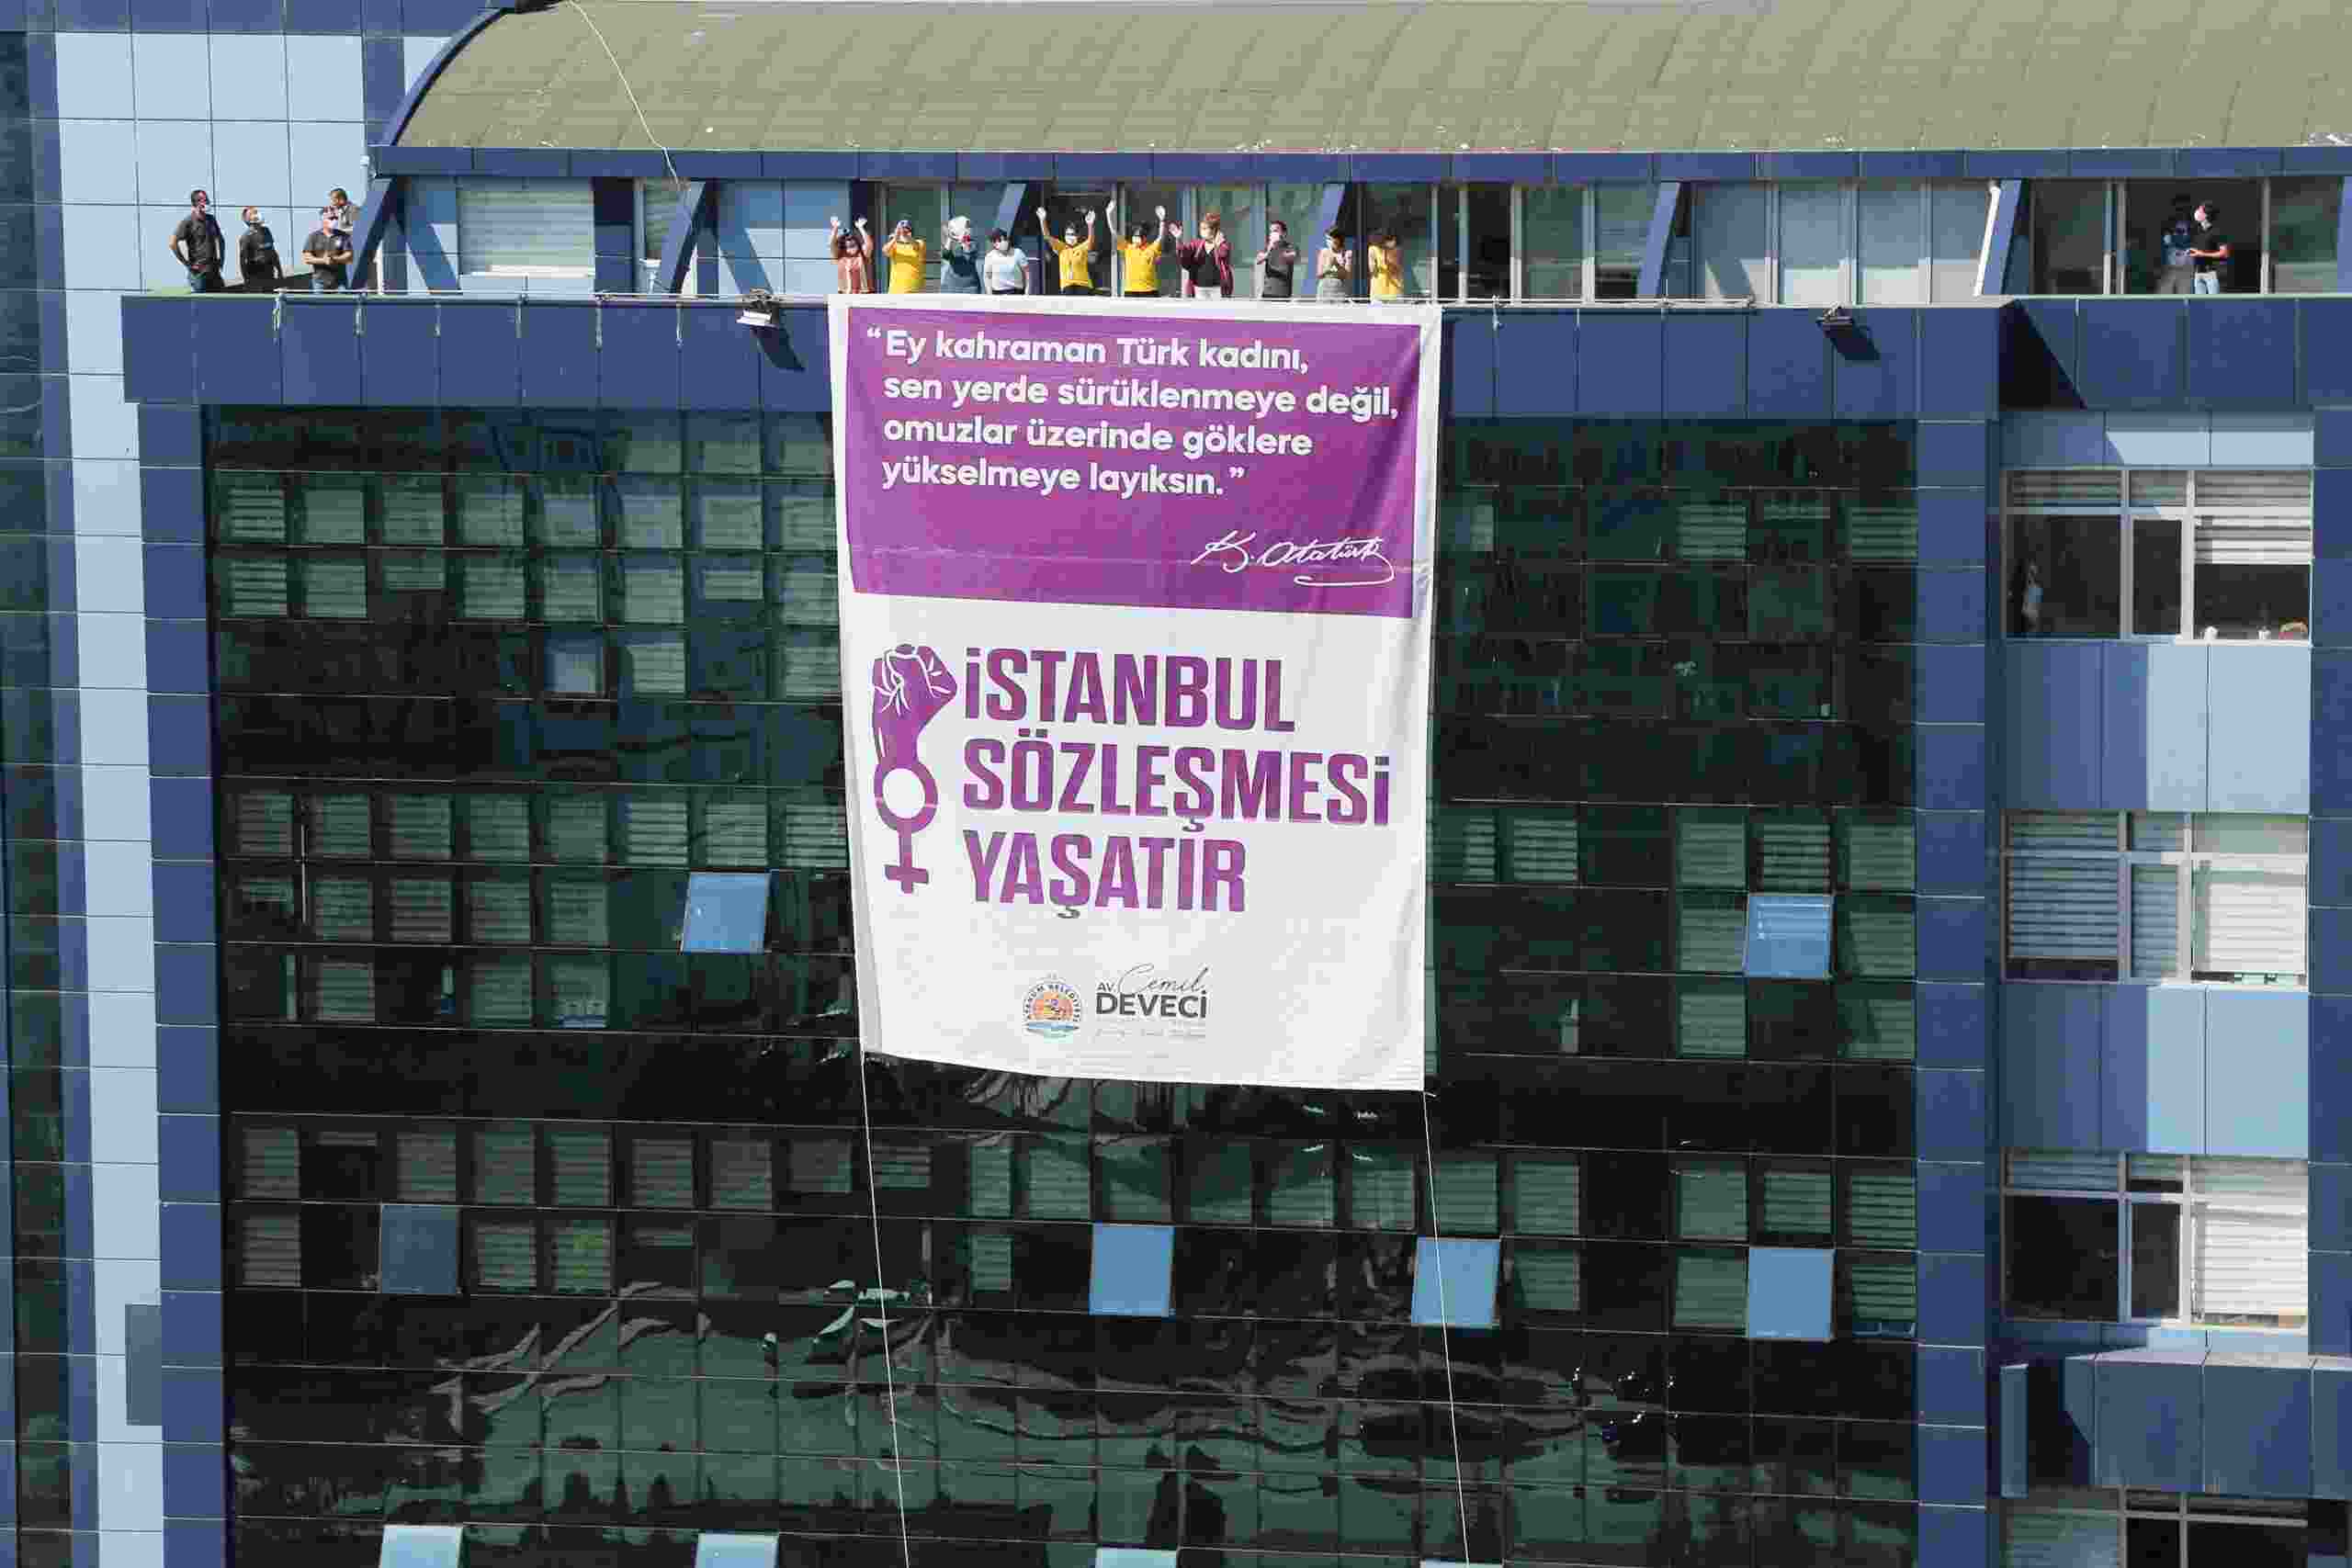 “Ey kahraman Türk kadını,
sen yerde sürüklenmeye değil,
omuzlar üzerinde göklere
yükselmeye layıksın.”
K. Atatürk
İSTANBUL
SÖZLEŞMESİ
YAŞATIR
AV. Cemil
DEVECİ